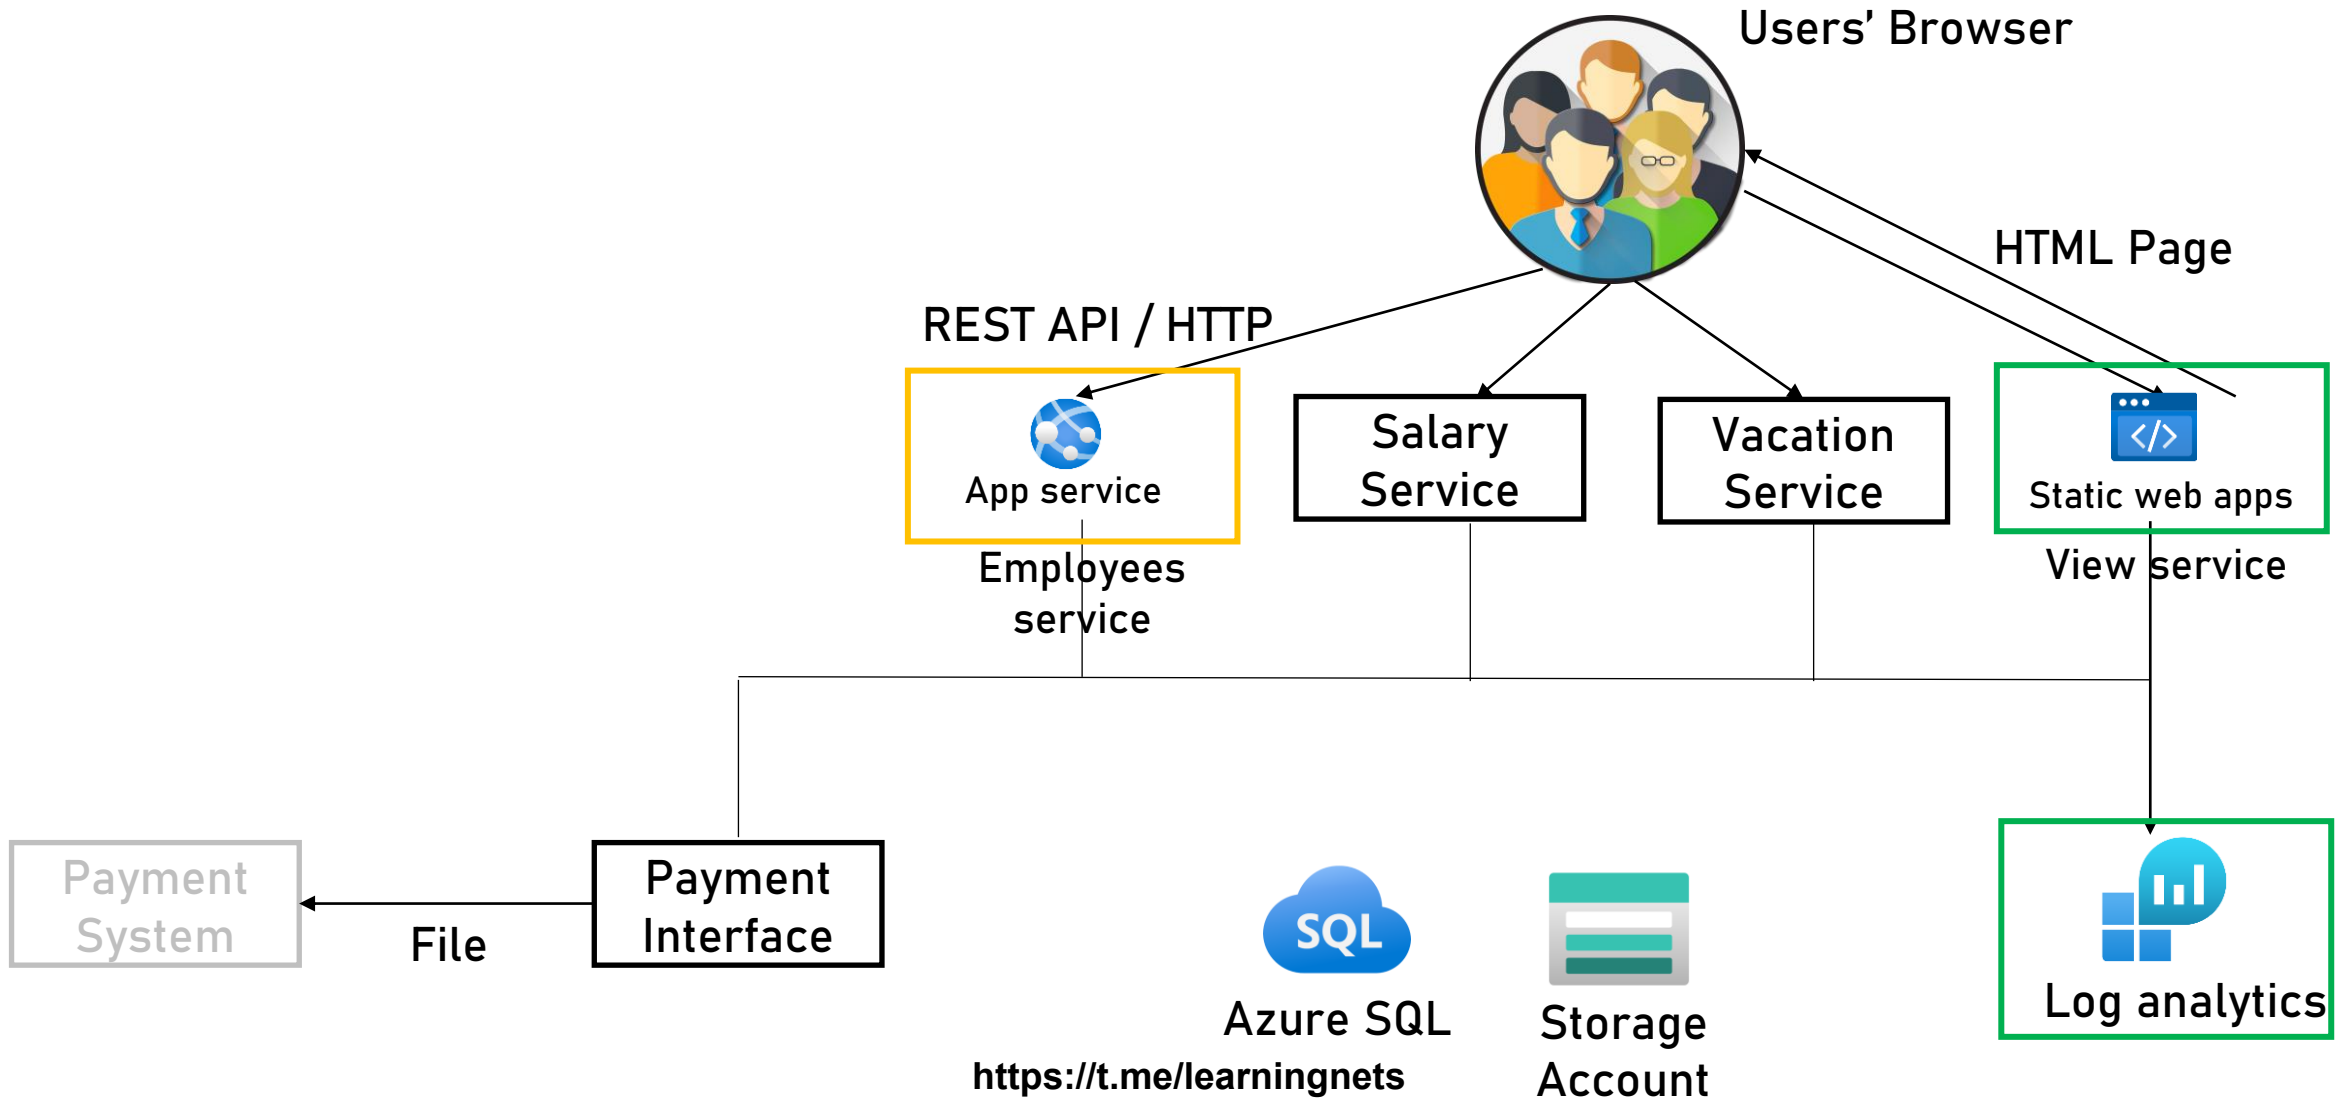 Users’ Browser
HTML Page
REST API / HTTP
App service
Employees
service
Salary
Service
Vacation
Service
</>
Static web apps
View service
Payment
System
File
Payment
Interface
SQL
Azure SQL
Storage
Account
Log analytics
https://t.me/learningnets